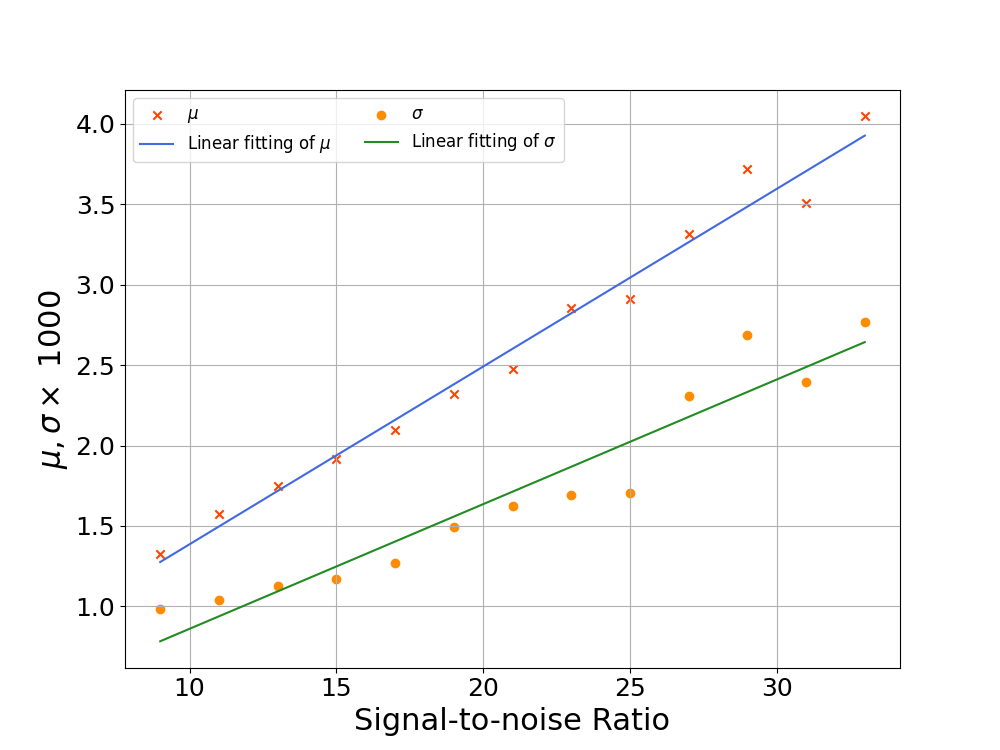 μ σ
Linear fitting of μ Linear fitting of σ
4.0
3.5
3.0
2.5
2.0
1.5
1.0
μ, σ × 1000
10 15 20 25 30
Signal-to-noise Ratio